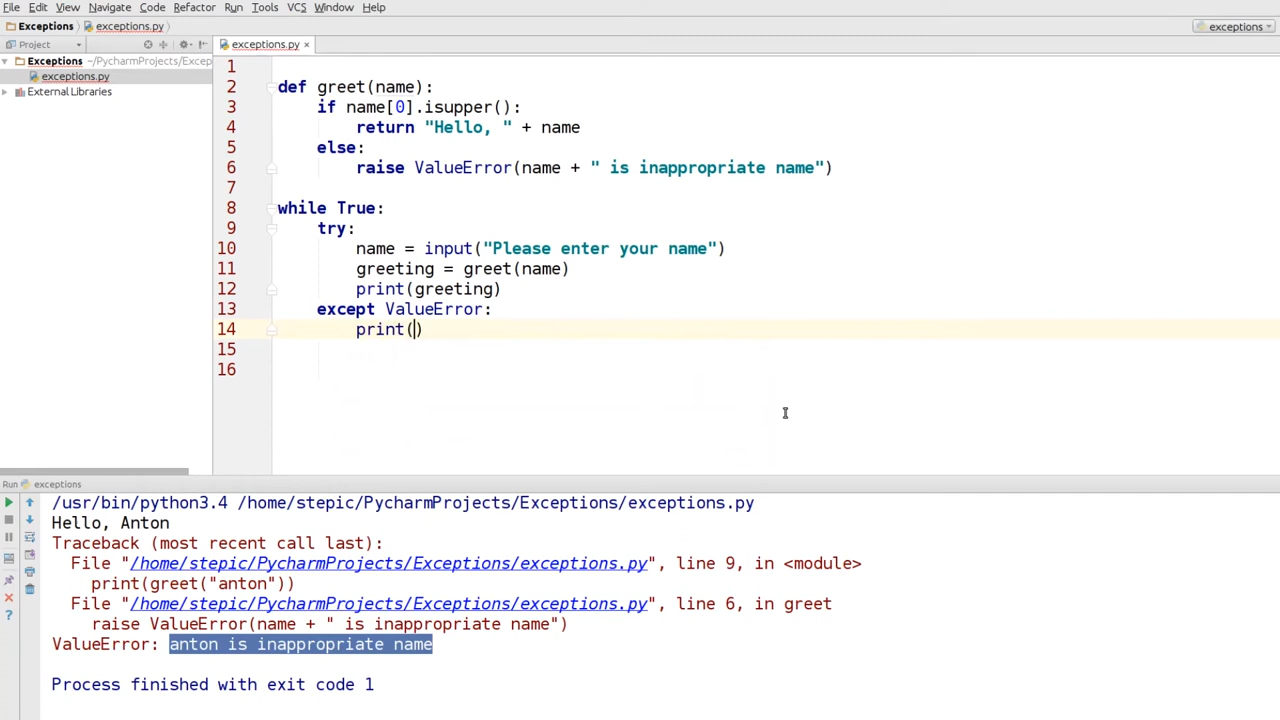 File Edit View Navigate Code Refactor Run Tools VCS Window Help
Exceptions exceptions.py exceptions
Project exceptions.py
Exceptions ~/PycharmProjects/Excep
exceptions.py
External Libraries
1
2 def greet(name):
3 if name[0].isupper():
4 return "Hello, " + name
5 else:
6 raise ValueError(name + " is inappropriate name")
7
8 while True:
9 try:
10 name = input("Please enter your name")
11 greeting = greet(name)
12 print(greeting)
13 except ValueError:
14 print()
15
16
Run exceptions
/usr/bin/python3.4 /home/stepic/PycharmProjects/Exceptions/exceptions.py
Hello, Anton
Traceback (most recent call last):
File "/home/stepic/PycharmProjects/Exceptions/exceptions.py", line 9, in <module>
print(greet("anton"))
File "/home/stepic/PycharmProjects/Exceptions/exceptions.py", line 6, in greet
raise ValueError(name + " is inappropriate name")
ValueError: anton is inappropriate name
Process finished with exit code 1